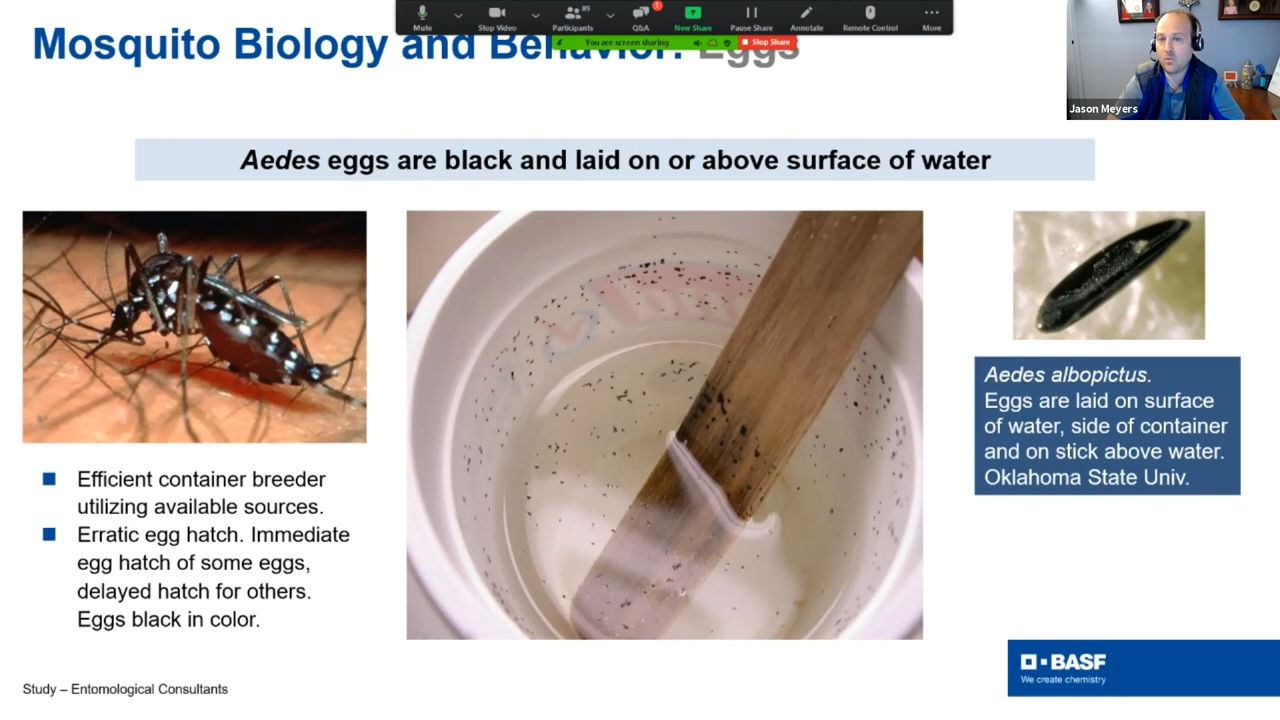 Mute
Stop Video
Participants
89
Q&A
1
New Share
Pause Share
Annotate
Remote Control
More
You are screen sharing
Stop Share
Mosquito Biology and Behavior: Eggs
Jason Meyers
Aedes eggs are black and laid on or above surface of water
Aedes albopictus.
Eggs are laid on surface
of water, side of container
and on stick above water.
Oklahoma State Univ.
Efficient container breeder
utilizing available sources.
Erratic egg hatch. Immediate
egg hatch of some eggs,
delayed hatch for others.
Eggs black in color.
BASF
We create chemistry
Study – Entomological Consultants